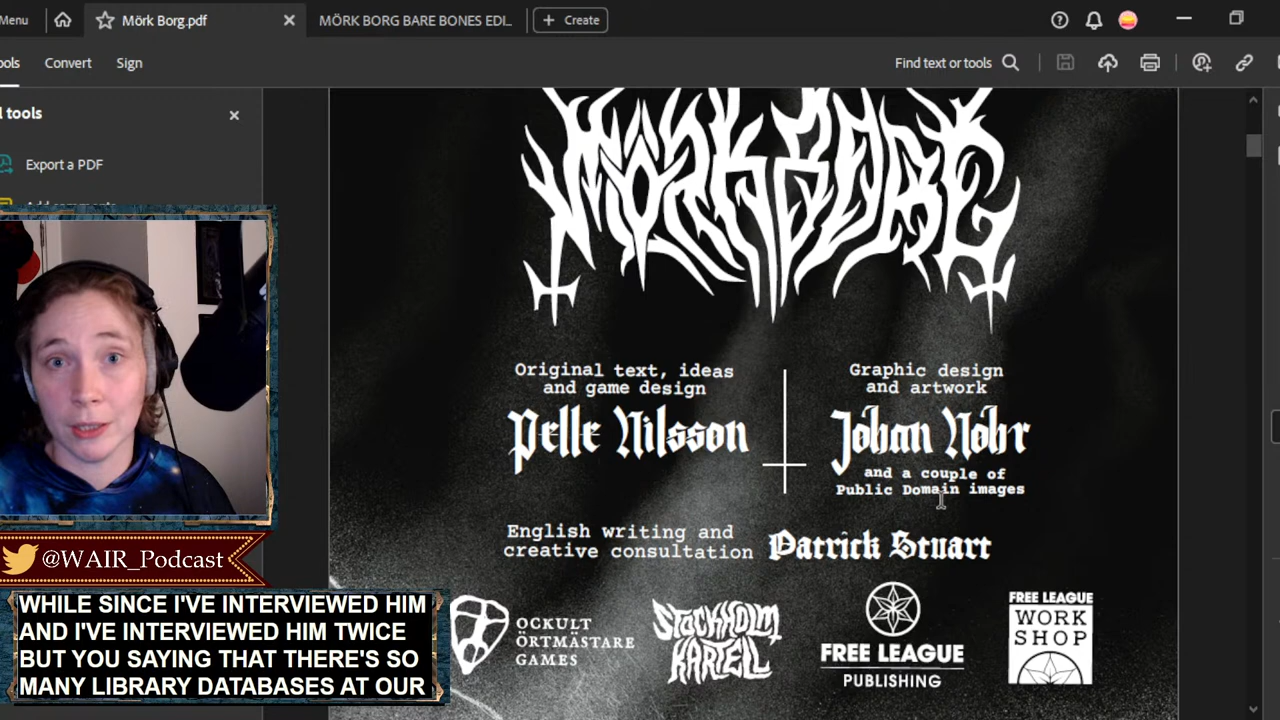 Menu
Mörk Borg.pdf
MÖRK BORG BARE BONES EDI...
Create
ols
Convert
Sign
Find text or tools
l tools
Export a PDF
Add comments
MÖRK BORG
Original text, ideas
and game design
Pelle Nilsson
Graphic design
and artwork
Johan Nohr
and a couple of
Public Domain images
English writing and
creative consultation
Patrick Stuart
OCKULT
ÖRTMÄSTARE
GAMES
STOCKHOLM
KARTELL
FREE LEAGUE
PUBLISHING
FREE LEAGUE
WORK
SHOP
@WAIR_Podcast
WHILE SINCE I'VE INTERVIEWED HIM
AND I'VE INTERVIEWED HIM TWICE
BUT YOU SAYING THAT THERE'S SO
MANY LIBRARY DATABASES AT OUR